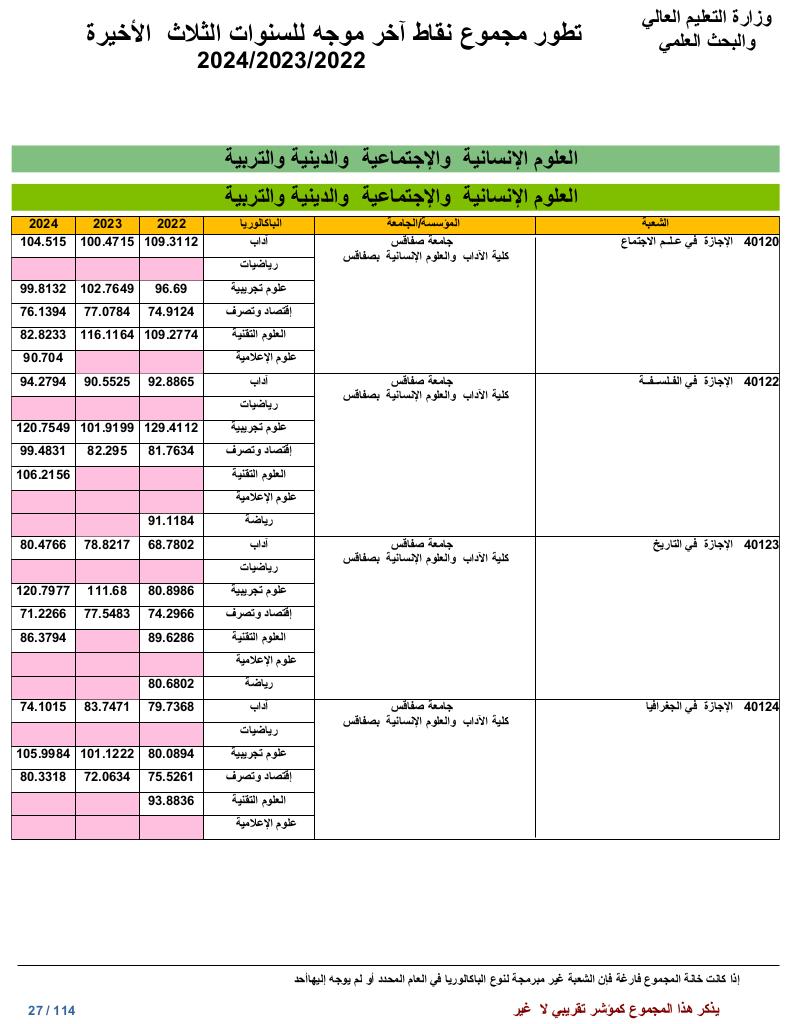 وزارة التعليم العالي
والبحث العلمي
تطور مجموع نقاط آخر موجه للسنوات الثلاث الأخيرة
2024/2023/2022
العلوم الإنسانية والإجتماعية والدينية والتربية
العلوم الإنسانية والإجتماعية والدينية والتربية
الشعبة المؤسسة/الجامعة الباكالوريا 2022 2023 2024
40120 الإجازة في علم الاجتماع جامعة صفاقس آداب 109.3112 100.4715 104.515
كلية الآداب والعلوم الإنسانية بصفاقس
رياضيات
علوم تجريبية 96.69 102.7649 99.8132
إقتصاد وتصرف 74.9124 77.0784 76.1394
العلوم التقنية 109.2774 116.1164 82.8233
علوم الإعلامية 90.704
40122 الإجازة في الفلسفة جامعة صفاقس آداب 92.8865 90.5525 94.2794
كلية الآداب والعلوم الإنسانية بصفاقس
رياضيات
علوم تجريبية 129.4112 101.9199 120.7549
إقتصاد وتصرف 81.7634 82.295 99.4831
العلوم التقنية 106.2156
علوم الإعلامية
رياضة 91.1184
40123 الإجازة في التاريخ جامعة صفاقس آداب 68.7802 78.8217 80.4766
كلية الآداب والعلوم الإنسانية بصفاقس
رياضيات
علوم تجريبية 80.8986 111.68 120.7977
إقتصاد وتصرف 74.2966 77.5483 71.2266
العلوم التقنية 89.6286 86.3794
علوم الإعلامية
رياضة 80.6802
40124 الإجازة في الجغرافيا جامعة صفاقس آداب 79.7368 83.7471 74.1015
كلية الآداب والعلوم الإنسانية بصفاقس
رياضيات
علوم تجريبية 80.0894 101.1222 105.9984
إقتصاد وتصرف 75.5261 72.0634 80.3318
العلوم التقنية 93.8836
علوم الإعلامية
إذا كانت خانة المجموع فارغة فإن الشعبة غير مبرمجة لنوع الباكالوريا في العام المحدد أو لم يوجه إليهاأحد
يذكر هذا المجموع كمؤشر تقريبي لا غير
27 / 114